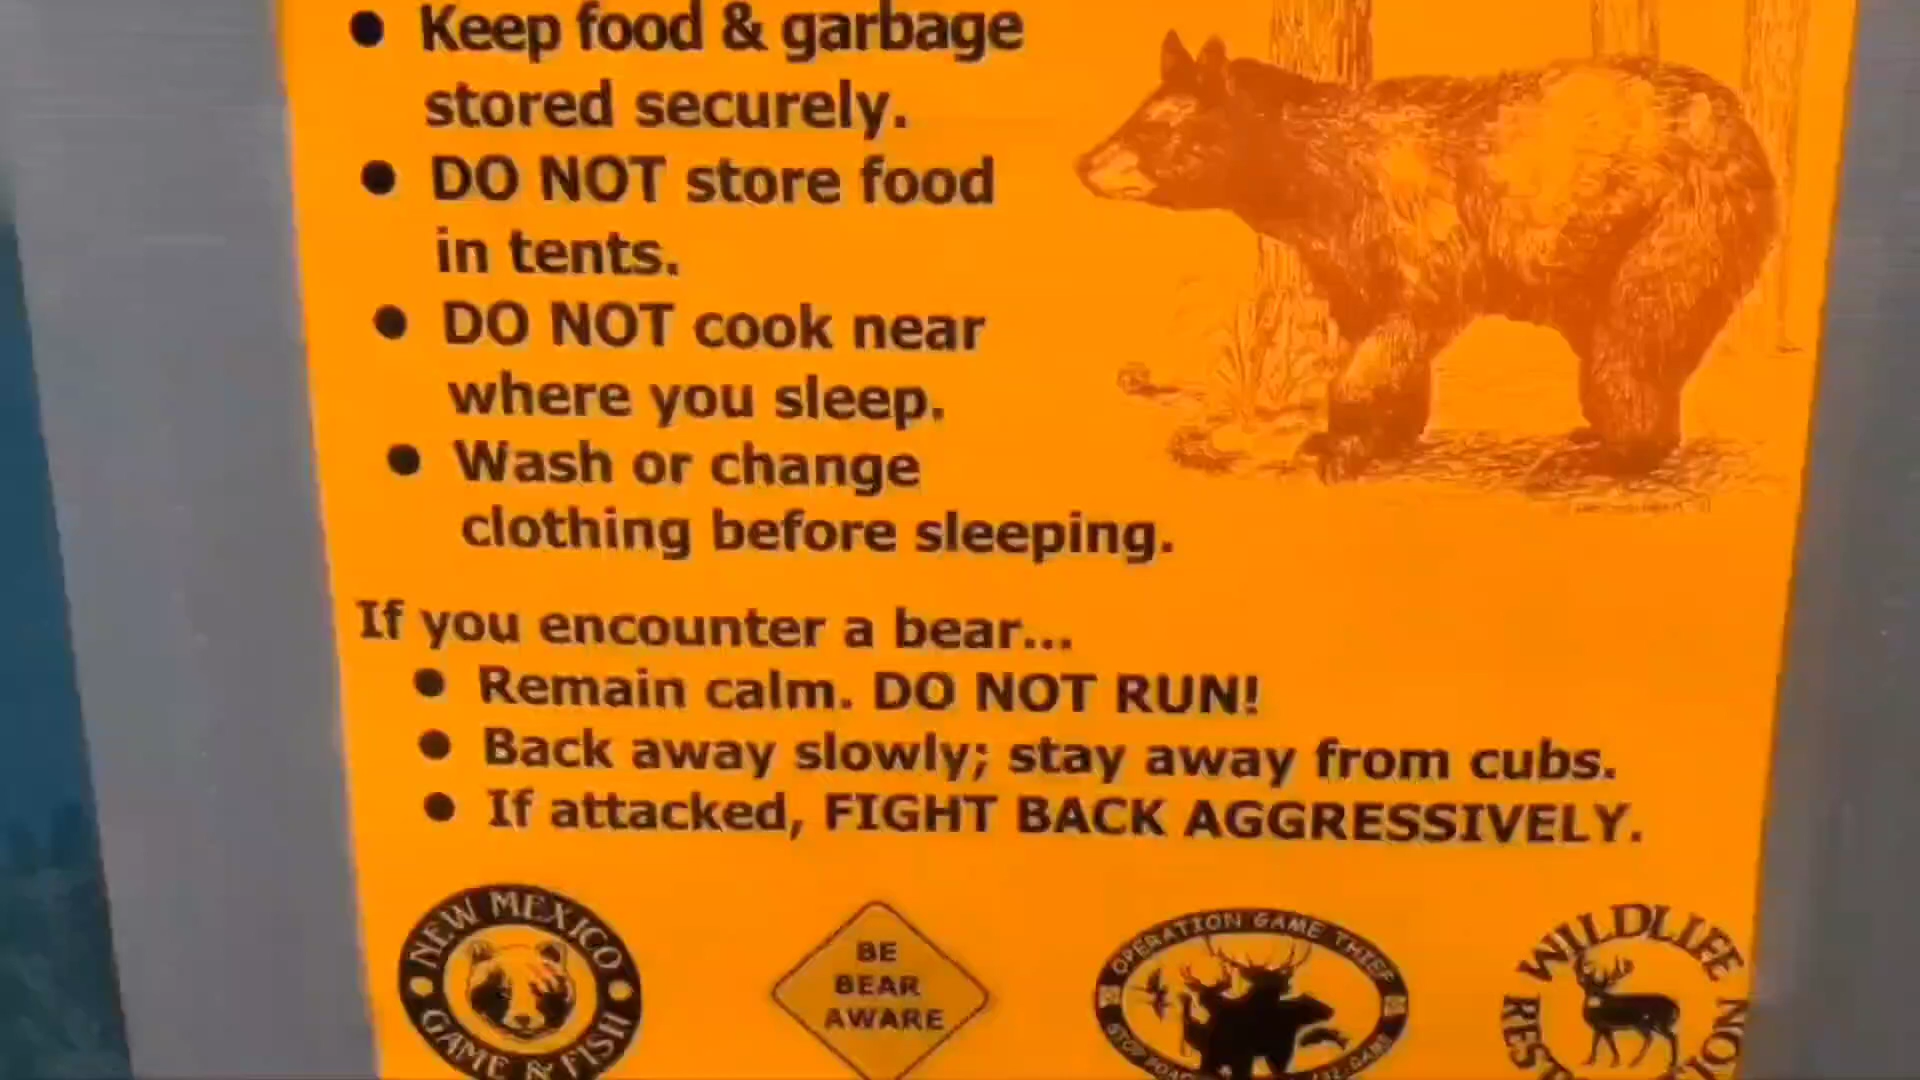 • Keep food & garbage
stored securely.
• DO NOT store food
in tents.
• DO NOT cook near
where you sleep.
• Wash or change
clothing before sleeping.
If you encounter a bear...
• Remain calm. DO NOT RUN!
• Back away slowly; stay away from cubs.
• If attacked, FIGHT BACK AGGRESSIVELY.
NEW MEXICO
GAME & FISH
BE
BEAR
AWARE
OPERATION GAME THIEF
STOP
WILDLIFE